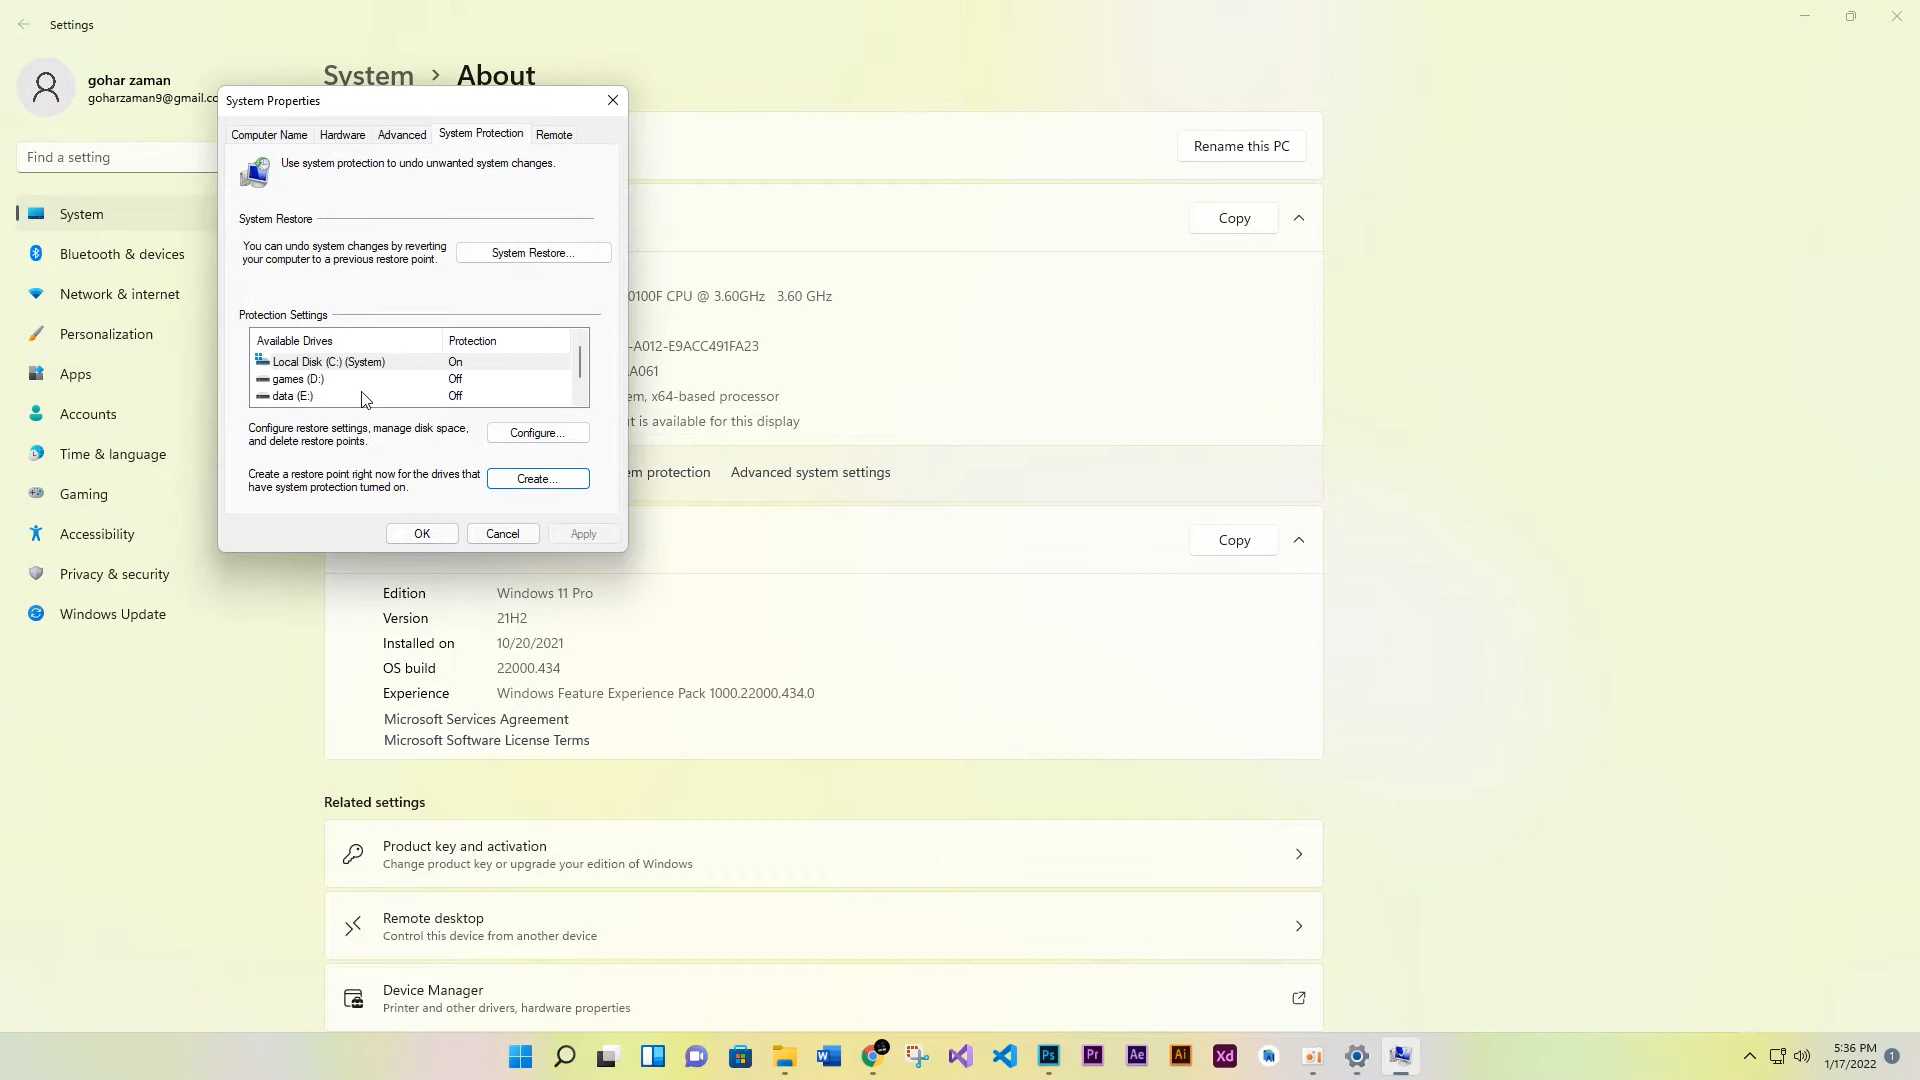 Settings
gohar zaman
goharzaman9@gmail.co
Find a setting
System
Bluetooth & devices
Network & internet
Personalization
Apps
Accounts
Time & language
Gaming
Accessibility
Privacy & security
Windows Update
System > About
Rename this PC
Copy
0100F CPU @ 3.60GHz 3.60 GHz
-A012-E9ACC491FA23
A061
em, x64-based processor
t is available for this display
em protection Advanced system settings
System Properties
Computer Name Hardware Advanced System Protection Remote
Use system protection to undo unwanted system changes.
System Restore
You can undo system changes by reverting
your computer to a previous restore point.
System Restore...
Protection Settings
Available Drives Protection
Local Disk (C:) (System) On
games (D:) Off
data (E:) Off
Configure restore settings, manage disk space,
and delete restore points.
Configure...
Create a restore point right now for the drives that
have system protection turned on.
Create...
OK Cancel Apply
Copy
Edition Windows 11 Pro
Version 21H2
Installed on 10/20/2021
OS build 22000.434
Experience Windows Feature Experience Pack 1000.22000.434.0
Microsoft Services Agreement
Microsoft Software License Terms
Related settings
Product key and activation
Change product key or upgrade your edition of Windows
Remote desktop
Control this device from another device
Device Manager
Printer and other drivers, hardware properties
W Ps Pr Ae Ai Xd
5:36 PM
1/17/2022
1